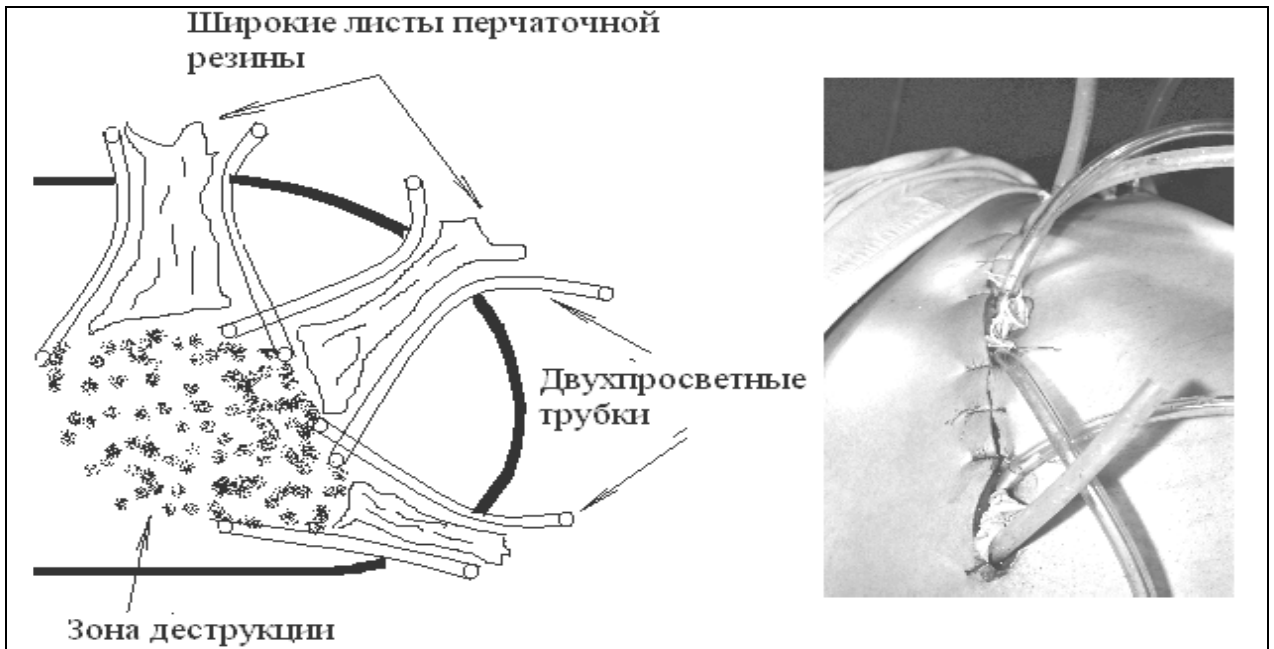 Широкие листы перчаточной
резины
Двухпросветные
трубки
Зона деструкции